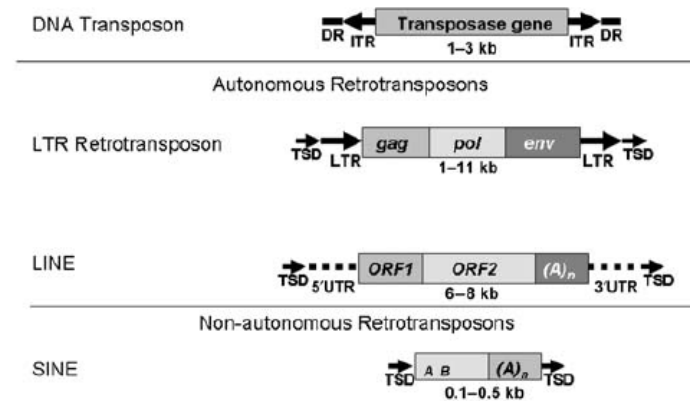 DNA Transposon
DR ITR Transposase gene ITR DR
1–3 kb
Autonomous Retrotransposons
LTR Retrotransposon
TSD LTR gag pol env LTR TSD
1–11 kb
LINE
TSD 5'UTR ORF1 ORF2 (A)n 3'UTR TSD
6–8 kb
Non-autonomous Retrotransposons
SINE
TSD A B (A)n TSD
0.1–0.5 kb